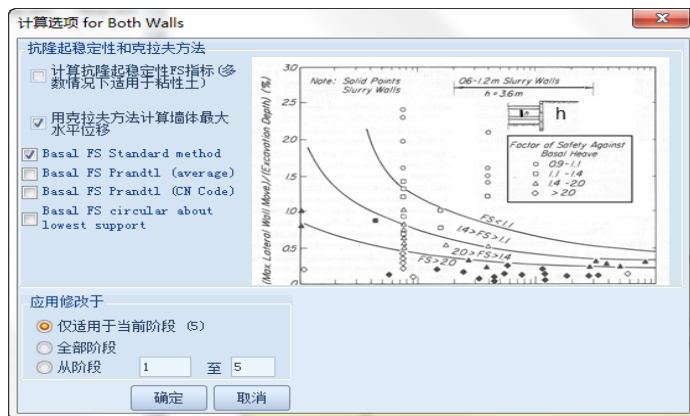 计算选项 for Both Walls
抗隆起稳定性和克拉夫方法
计算抗隆起稳定性FS指标(多
数情况下适用于粘性土)
用克拉夫方法计算墙体最大
水平位移
Basal FS Standard method
Basal FS Prandtl (average)
Basal FS Prandtl (CN Code)
Basal FS circular about
lowest support
(Max Lateral Wall Move)/(Excavation Depth) (%)
3.0
2.5
2.0
1.5
1.0
0.5
0
Note: Solid Points
Slurry Walls
0.6-1.2m Slurry Walls
h = 3.6m
h
h
Factor of Safety Against
Basal Heave
0.9-1.1
1.1-1.4
1.4-2.0
> 2.0
FS<1.1
1.4>FS>1.1
2.0>FS>1.4
FS>2.0
应用修改于
仅适用于当前阶段 (5)
全部阶段
从阶段 1 至 5
确定 取消